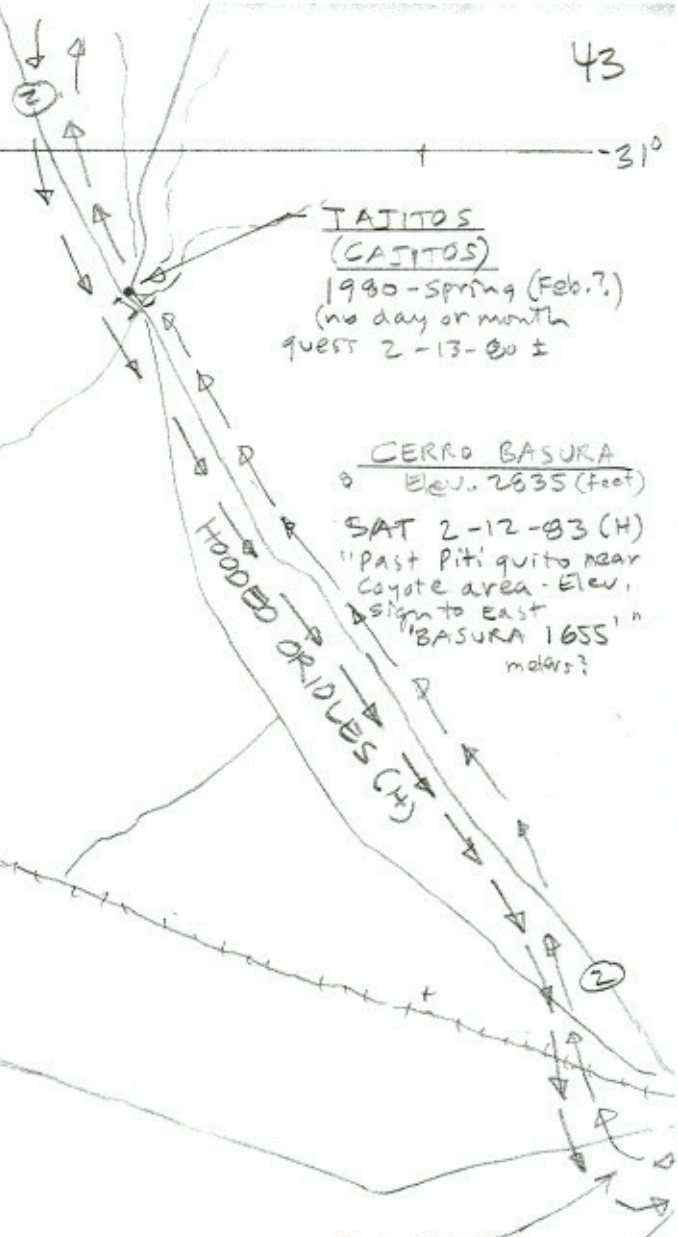 43
-31°
2
TAJITOS
(CAJITOS)
1980-spring (Feb.?)
(no day or month
guess 2-13-80 ±
CERRO BASURA
Elev. 2635 (feet)
SAT 2-12-83 (H)
"Past Pitiquito near
Coyote area - Elev.
sign to East
'BASURA 1655'"
meters?
HOODED ORIOLES (H)
2